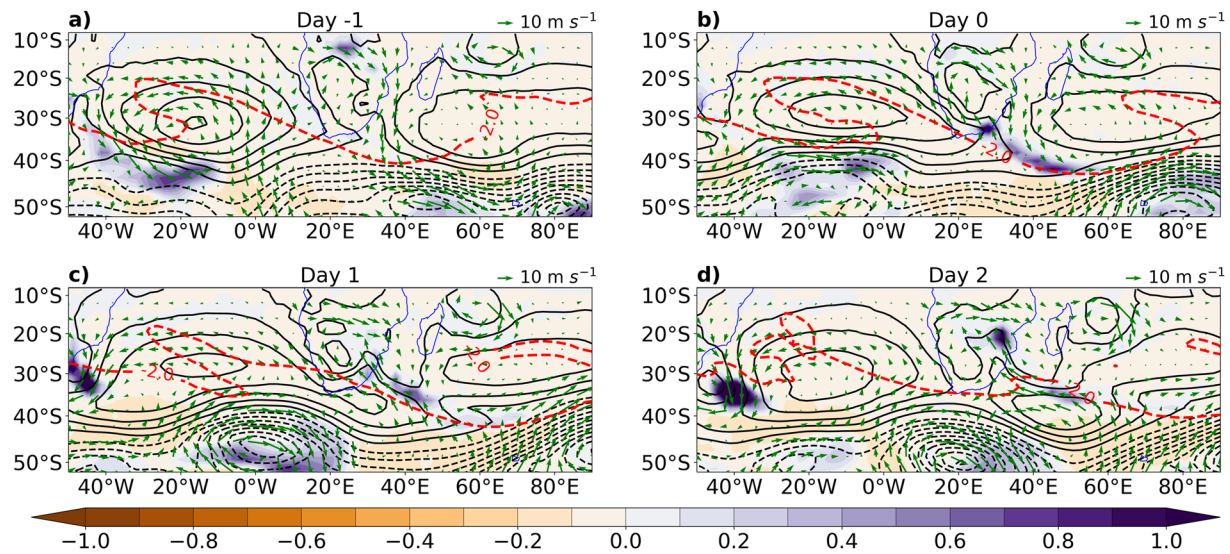 a) Day -1 10 m s−1
b) Day 0 10 m s−1
10°S 10°S
20°S 20°S
30°S 2.0 30°S
40°S 40°S -2.0
50°S 50°S
40°W 20°W 0°W 20°E 40°E 60°E 80°E 40°W 20°W 0°W 20°E 40°E 60°E 80°E
c) Day 1 10 m s−1
d) Day 2 10 m s−1
10°S 10°S
20°S 20°S
30°S -2.0 30°S
40°S 40°S
50°S 50°S
40°W 20°W 0°W 20°E 40°E 60°E 80°E 40°W 20°W 0°W 20°E 40°E 60°E 80°E
−1.0 −0.8 −0.6 −0.4 −0.2 0.0 0.2 0.4 0.6 0.8 1.0